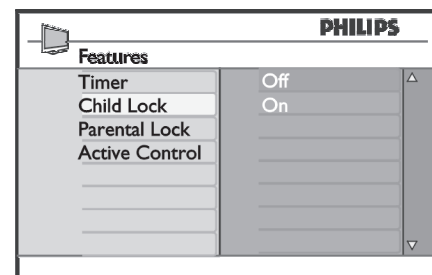 PHILIPS
Features
Timer
Off
Child Lock
On
Parental Lock
Active Control